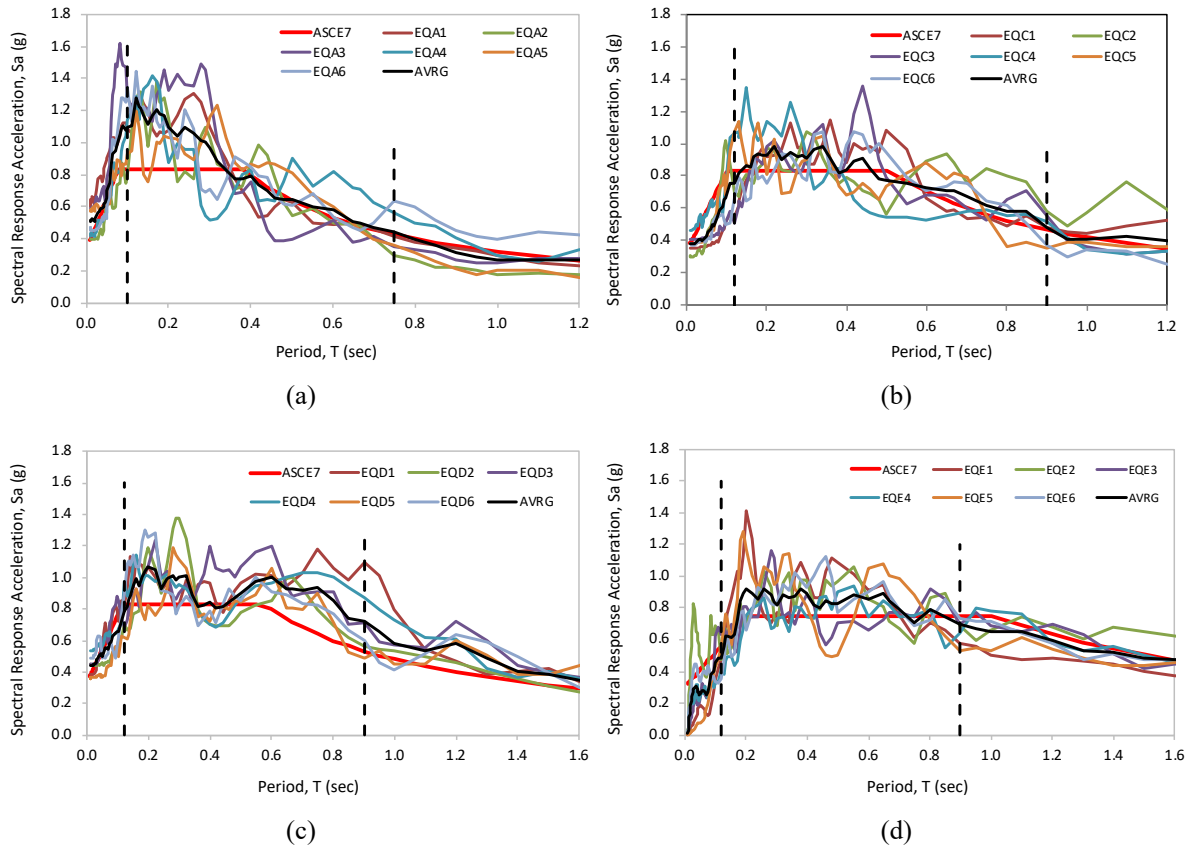 1.8
1.6
1.4
1.2
1.0
0.8
0.6
0.4
0.2
0.0
Spectral Response Acceleration, Sa (g)
ASCE7 EQA1 EQA2
EQA3 EQA4 EQA5
EQA6 AVRG
0.0 0.2 0.4 0.6 0.8 1.0 1.2
Period, T (sec)
(a)
1.8
1.6
1.4
1.2
1.0
0.8
0.6
0.4
0.2
0.0
Spectral Response Acceleration, Sa (g)
ASCE7 EQC1 EQC2
EQC3 EQC4 EQC5
EQC6 AVRG
0.0 0.2 0.4 0.6 0.8 1.0 1.2
Period, T (sec)
(b)
1.8
1.6
1.4
1.2
1.0
0.8
0.6
0.4
0.2
0.0
Spectral Response Acceleration, Sa (g)
ASCE7 EQD1 EQD2 EQD3
EQD4 EQD5 EQD6 AVRG
0.0 0.2 0.4 0.6 0.8 1.0 1.2 1.4 1.6
Period, T (sec)
(c)
1.8
1.6
1.4
1.2
1.0
0.8
0.6
0.4
0.2
0.0
Spectral Response Acceleration, Sa (g)
ASCE7 EQE1 EQE2 EQE3
EQE4 EQE5 EQE6 AVRG
0.0 0.2 0.4 0.6 0.8 1.0 1.2 1.4 1.6
Period, T (sec)
(d)